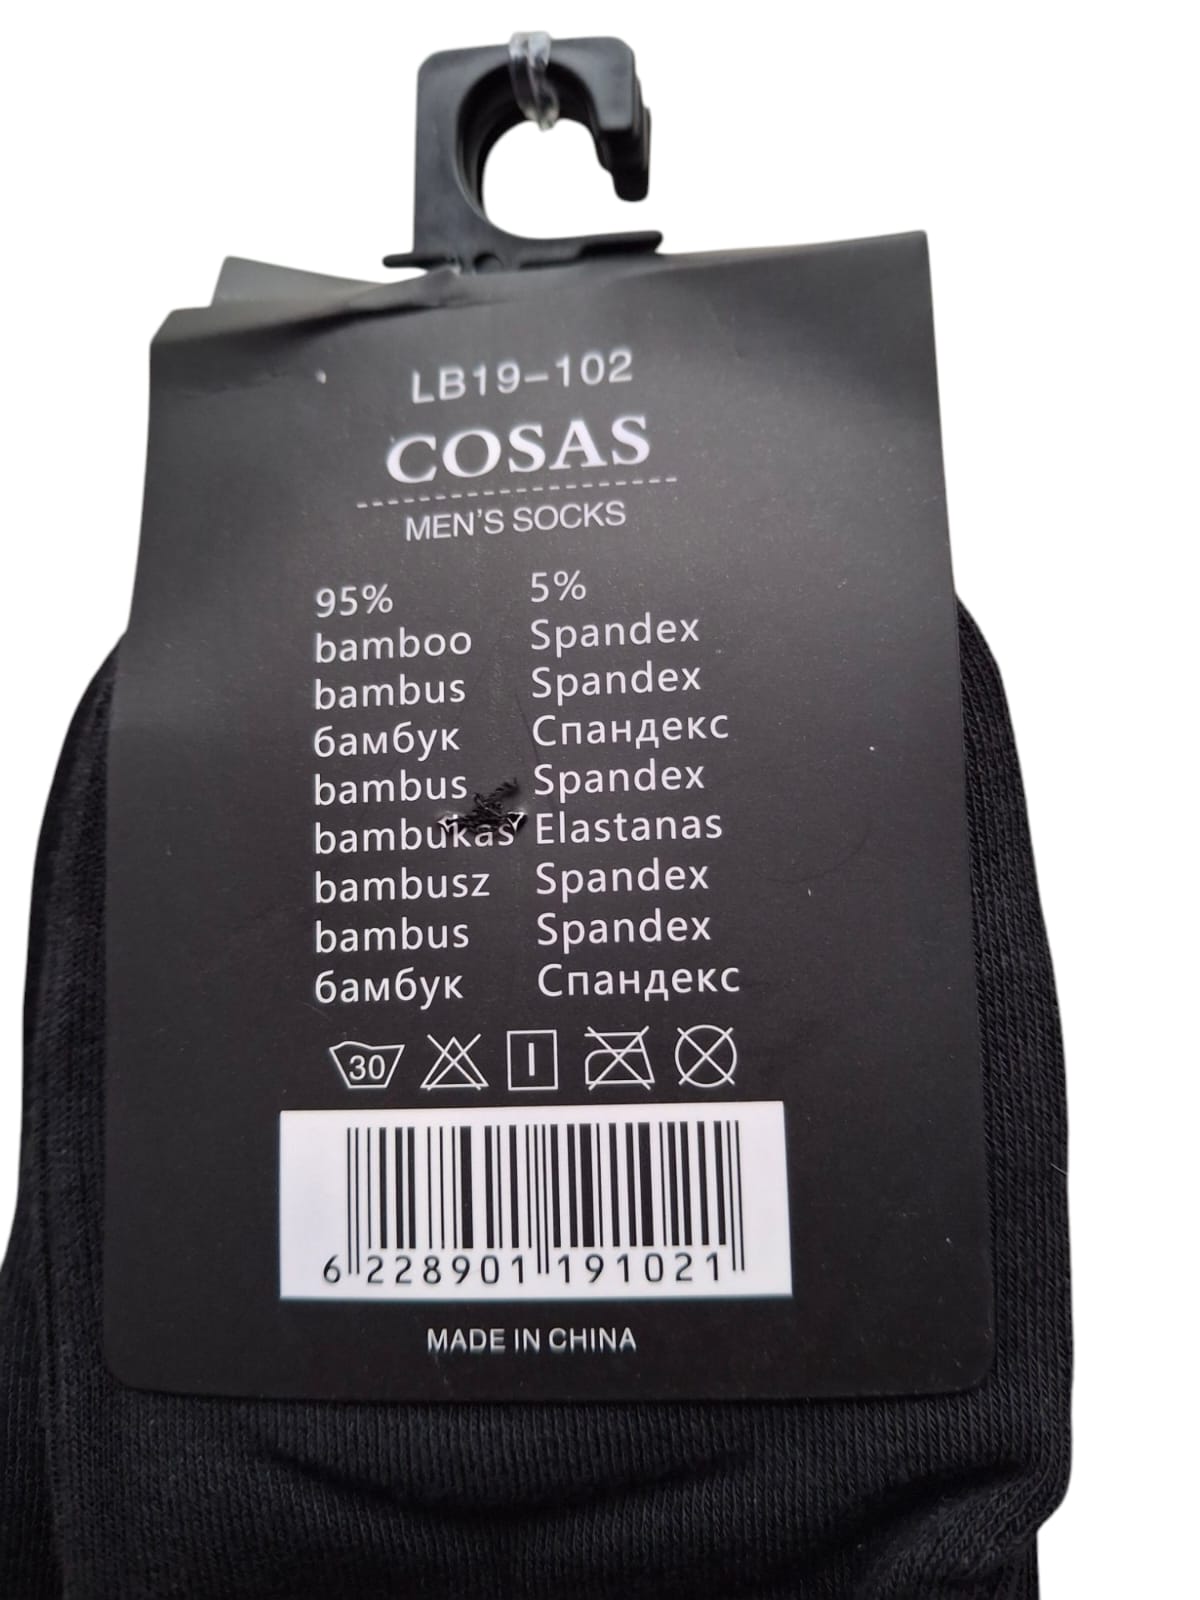 LB19-102
COSAS
MEN'S SOCKS
95% 5%
bamboo Spandex
bambus Spandex
бамбук Спандекс
bambus Spandex
bambukas Elastanas
bambusz Spandex
bambus Spandex
бамбук Спандекс
30
6 228901 191021
MADE IN CHINA